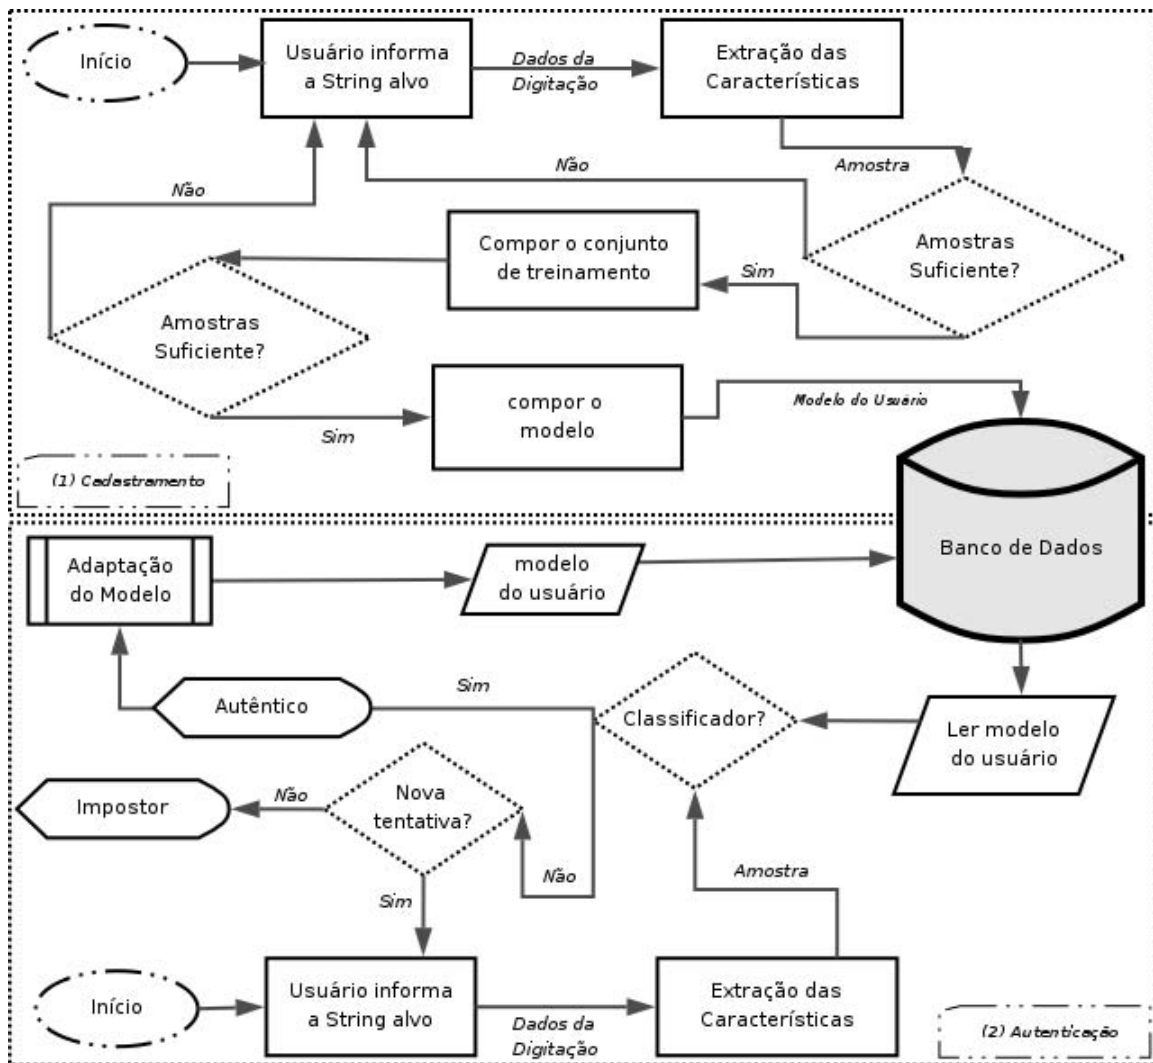 Início
Usuário informa
a String alvo
Dados da
Digitação
Extração das
Característífícas
Amostra
Não
Não
Compor o conjunto
de treinamento
Sim
Amostras
Suficiente?
Amostras
Suficiente?
Sim
compor o
modelo
Modelo do Usuário
(1) Cadastramento
Banco de Dados
Adaptação
do Modelo
modelo
do usuário
Autêntico
Sim
Classificador?
Ler modelo
do usuário
Impostor
Não
Nova
tentativa?
Não
Amostra
Sim
Início
Usuário informa
a String alvo
Dados da
Digitação
Extração das
Característífícas
(2) Autenticação